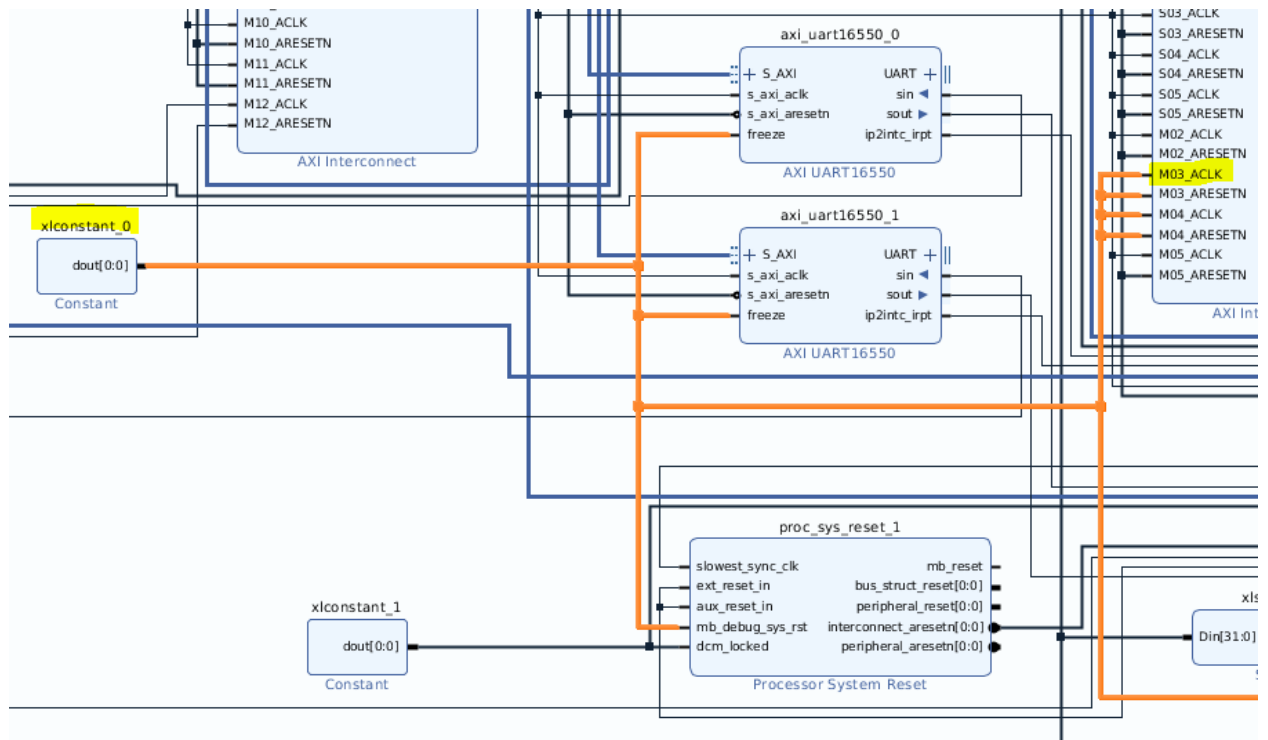 M10_ACLK
M10_ARESETN
M11_ACLK
M11_ARESETN
M12_ACLK
M12_ARESETN
AXI Interconnect
xlconstant_0
dout[0:0]
Constant
axi_uart16550_0
S_AXI
s_axi_aclk
s_axi_aresetn
freeze
UART
sin
sout
ip2intc_irpt
AXI UART16550
axi_uart16550_1
S_AXI
s_axi_aclk
s_axi_aresetn
freeze
UART
sin
sout
ip2intc_irpt
AXI UART16550
S03_ACLK
S03_ARESETN
S04_ACLK
S04_ARESETN
S05_ACLK
S05_ARESETN
M02_ACLK
M02_ARESETN
M03_ACLK
M03_ARESETN
M04_ACLK
M04_ARESETN
M05_ACLK
M05_ARESETN
AXI Int
xlconstant_1
dout[0:0]
Constant
proc_sys_reset_1
slowest_sync_clk
ext_reset_in
aux_reset_in
mb_debug_sys_rst
dcm_locked
mb_reset
bus_struct_reset[0:0]
peripheral_reset[0:0]
interconnect_aresetn[0:0]
peripheral_aresetn[0:0]
Processor System Reset
xls
Din[31:0]